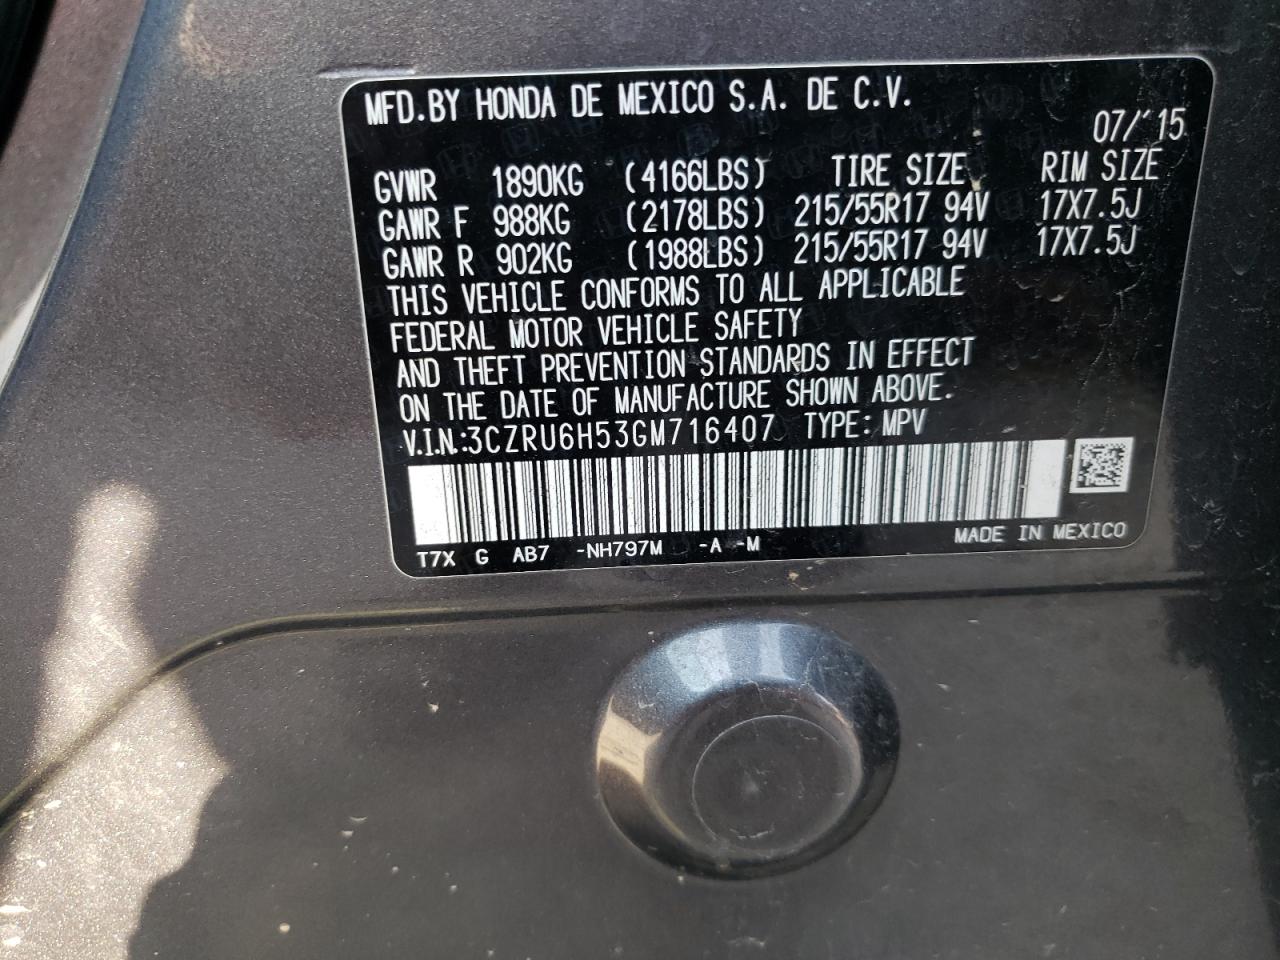 MFD.BY HONDA DE MEXICO S.A. DE C.V.
07/'15
GVWR 1890KG (4166LBS) TIRE SIZE RIM SIZE
GAWR F 988KG (2178LBS) 215/55R17 94V 17X7.5J
GAWR R 902KG (1988LBS) 215/55R17 94V 17X7.5J
THIS VEHICLE CONFORMS TO ALL APPLICABLE
FEDERAL MOTOR VEHICLE SAFETY
AND THEFT PREVENTION STANDARDS IN EFFECT
ON THE DATE OF MANUFACTURE SHOWN ABOVE.
V.I.N.:3CZRU6H53GM716407 TYPE: MPV
MADE IN MEXICO
T7X G AB7 -NH797M -A -M